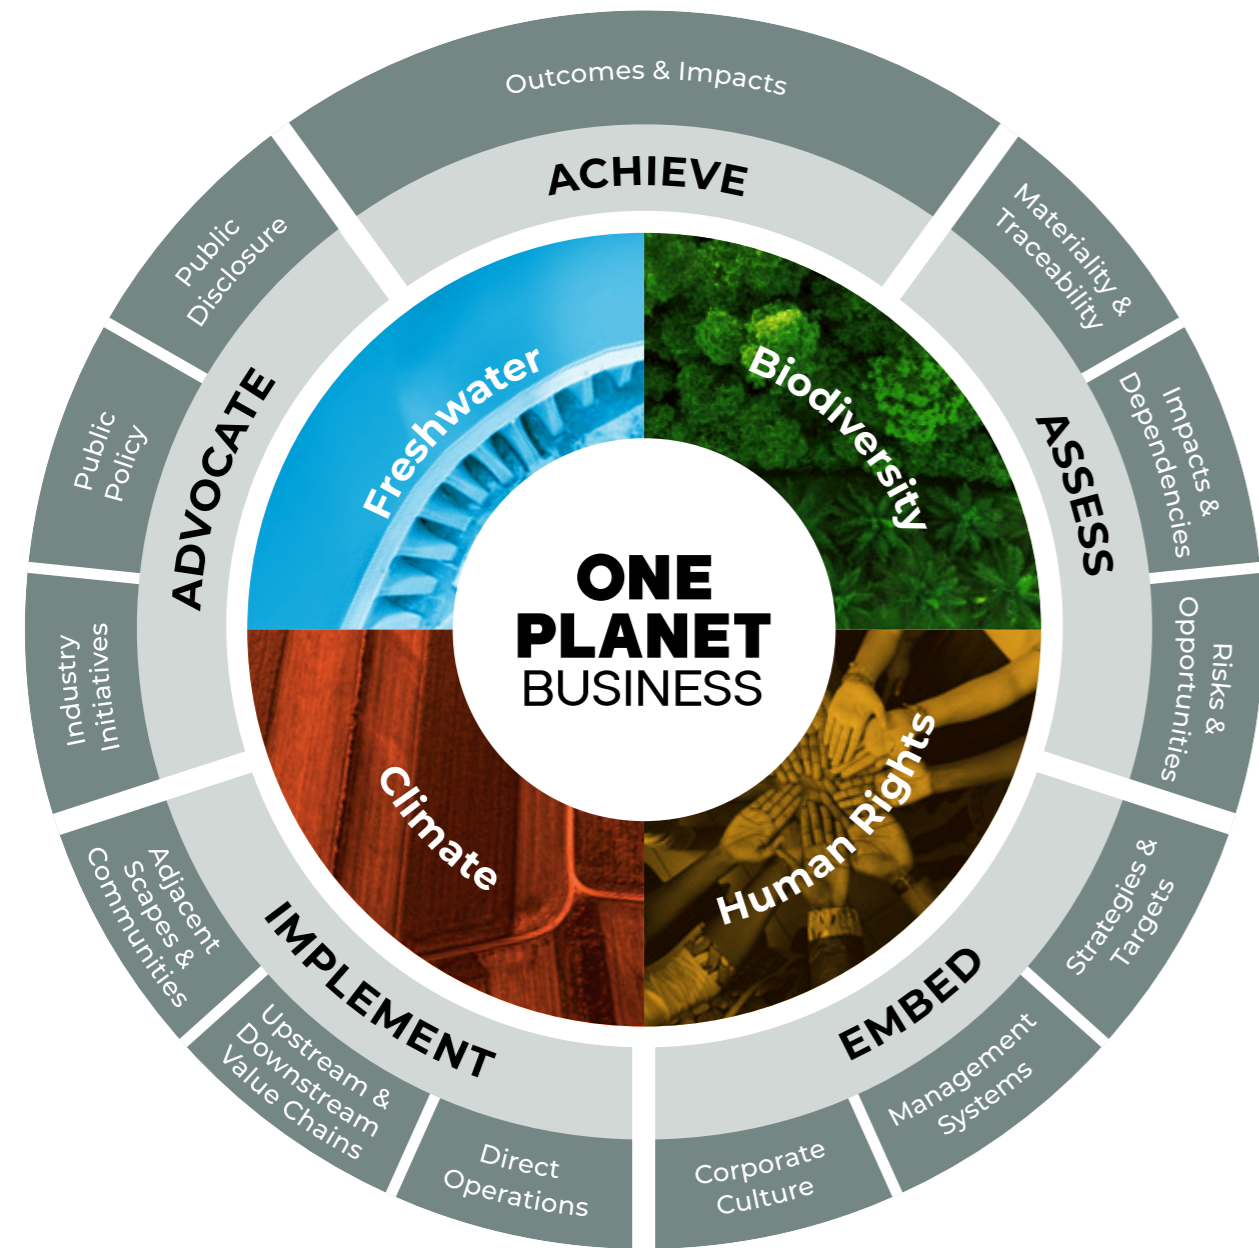 Outcomes & Impacts
ACHIEVE
Materiality &
Traceability
Impacts &
Dependencies
Risks &
Opportunities
ASSESS
Strategies &
Targets
Management
Systems
Corporate
Culture
EMBED
Direct
Operations
Upstream &
Downstream
Value Chains
Adjacent
Scapes &
Communities
IMPLEMENT
Industry
Initiatives
Public
Policy
Public
Disclosure
ADVOCATE
Freshwater
Biodiversity
Human Rights
Climate
ONE
PLANET
BUSINESS